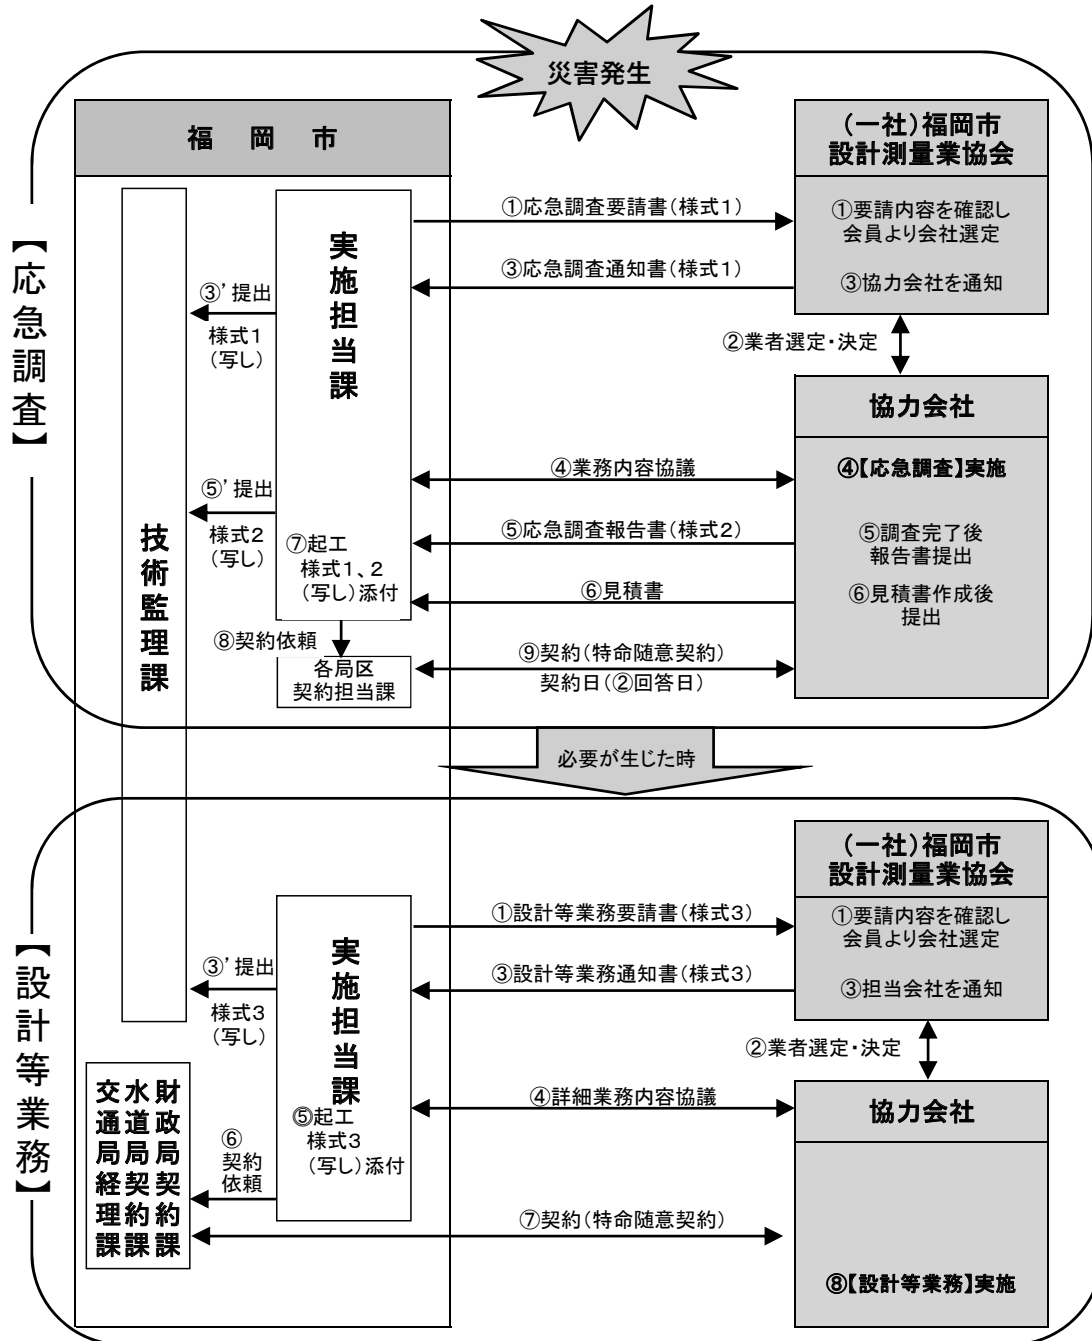 災害発生
【応急調査】
福岡市
技術監理課
実施担当課
③’提出
様式1
(写し)
⑤’提出
様式2
(写し)
⑦起工
様式1、2
(写し)添付
⑧契約依頼
各局区
契約担当課
①応急調査要請書(様式1)
③応急調査通知書(様式1)
②業者選定・決定
④業務内容協議
⑤応急調査報告書(様式2)
⑥見積書
⑨契約(特命随意契約)
契約日(②回答日)
(一社)福岡市
設計測量業協会
①要請内容を確認し
会員より会社選定
③協力会社を通知
協力会社
④【応急調査】実施
⑤調査完了後
報告書提出
⑥見積書作成後
提出
必要が生じた時
【設計等業務】
実施担当課
③’提出
様式3
(写し)
⑤起工
様式3
(写し)添付
⑥
契約
依頼
財政局契約課
水道局契約課
交通局経理課
①設計等業務要請書(様式3)
③設計等業務通知書(様式3)
②業者選定・決定
④詳細業務内容協議
⑦契約(特命随意契約)
(一社)福岡市
設計測量業協会
①要請内容を確認し
会員より会社選定
③担当会社を通知
協力会社
⑧【設計等業務】実施